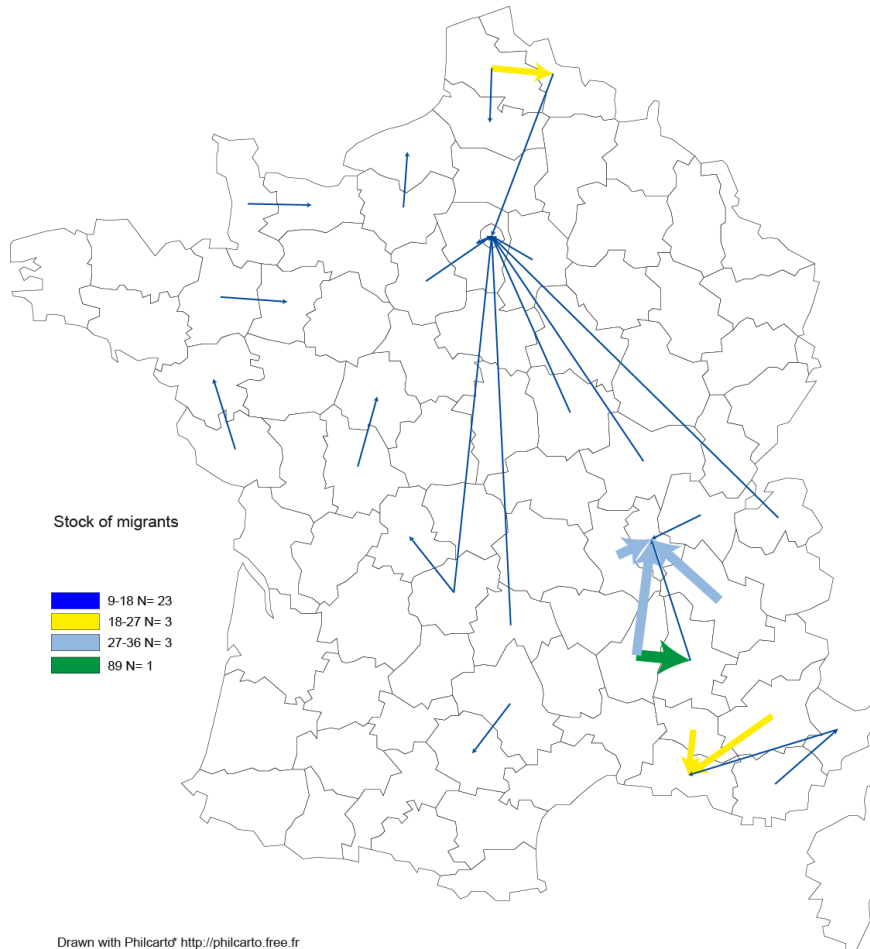 Stock of migrants
9-18 N= 23
18-27 N= 3
27-36 N= 3
89 N= 1
Drawn with Philcarto* http://philcarto.free.fr